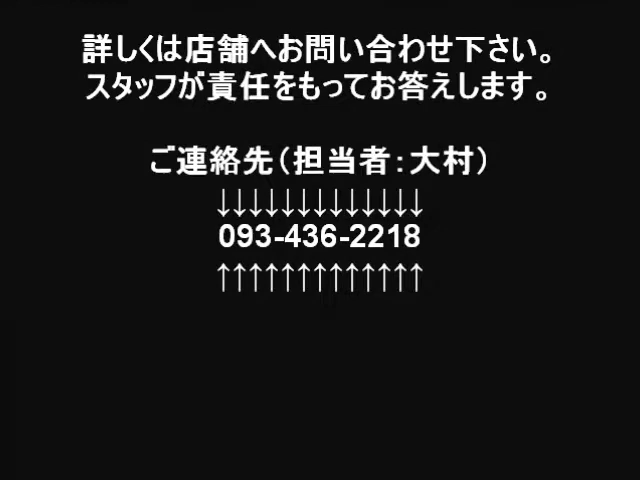 詳しくは店舗へお問い合わせ下さい。
スタッフが責任をもってお答えします。
ご連絡先（担当者：大村）
↓↓↓↓↓↓↓↓↓↓↓↓↓
093-436-2218
↑↑↑↑↑↑↑↑↑↑↑↑↑